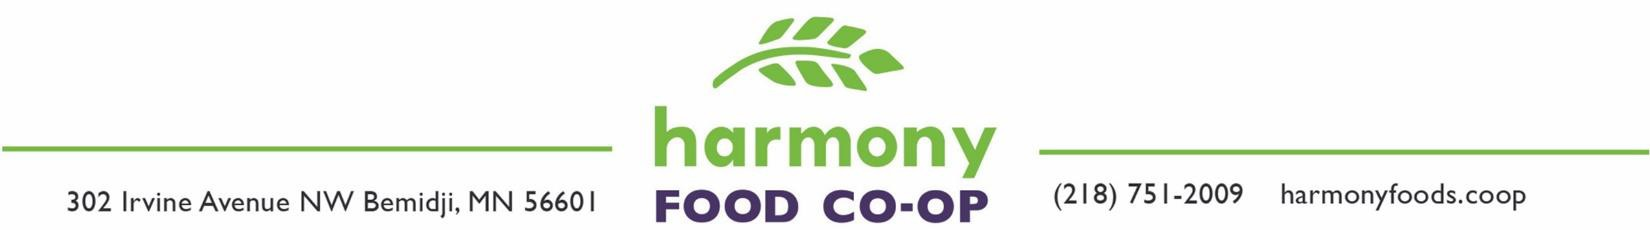 harmony
FOOD CO-OP
302 Irvine Avenue NW Bemidji, MN 56601
(218) 751-2009 harmonyfoods.coop